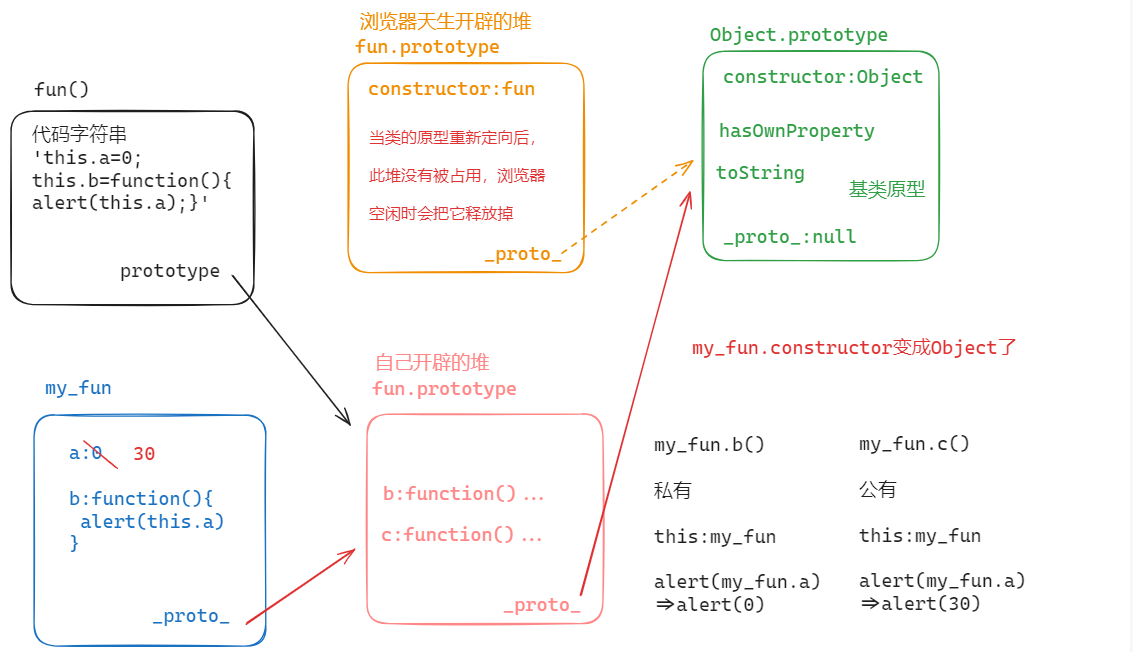 fun()
代码字符串
'this.a=0;
this.b=function(){
alert(this.a);}'
prototype
浏览器天生开辟的堆
fun.prototype
constructor:fun
当类的原型重新定向后，
此堆没有被占用，浏览器
空闲时会把它释放掉
_proto_
Object.prototype
constructor:Object
hasOwnProperty
toString
基类原型
_proto_:null
my_fun.constructor变成Object了
my_fun
a:0 30
b:function(){
alert(this.a)
}
_proto_
自己开辟的堆
fun.prototype
b:function()...
c:function()...
_proto_
my_fun.b()
私有
this:my_fun
alert(my_fun.a)
=>alert(0)
my_fun.c()
公有
this:my_fun
alert(my_fun.a)
=>alert(30)